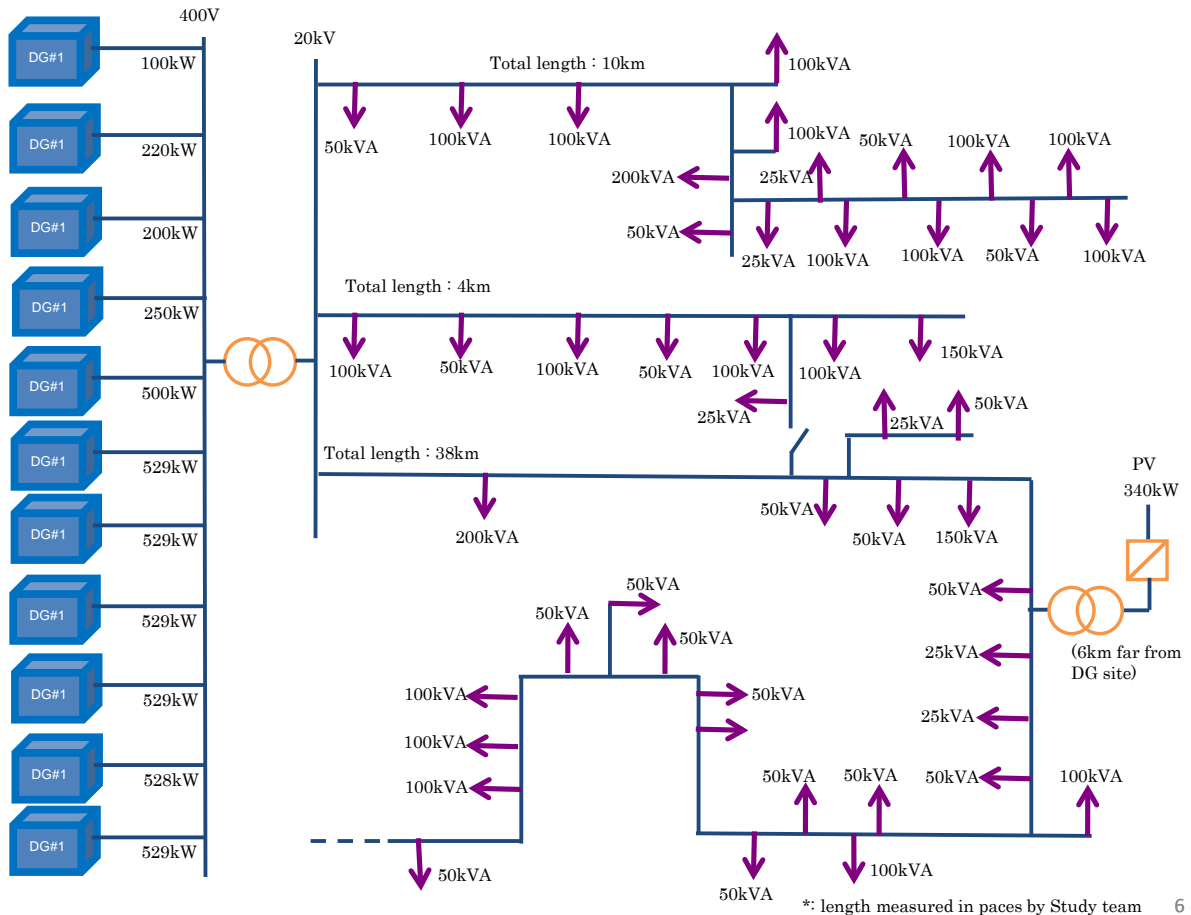 400V
20kV
DG#1
100kW
DG#1
220kW
DG#1
200kW
DG#1
250kW
DG#1
500kW
DG#1
529kW
DG#1
529kW
DG#1
529kW
DG#1
529kW
DG#1
528kW
DG#1
529kW
Total length : 10km
100kVA
50kVA
100kVA
100kVA
100kVA
200kVA
50kVA
25kVA
50kVA
100kVA
100kVA
25kVA
100kVA
100kVA
50kVA
100kVA
Total length : 4km
100kVA
50kVA
100kVA
50kVA
100kVA
100kVA
150kVA
25kVA
25kVA
50kVA
Total length : 38km
200kVA
50kVA
50kVA
150kVA
PV
340kW
(6km far from
DG site)
50kVA
25kVA
25kVA
50kVA
100kVA
50kVA
50kVA
50kVA
100kVA
50kVA
50kVA
50kVA
50kVA
100kVA
100kVA
100kVA
50kVA
*: length measured in paces by Study team
6